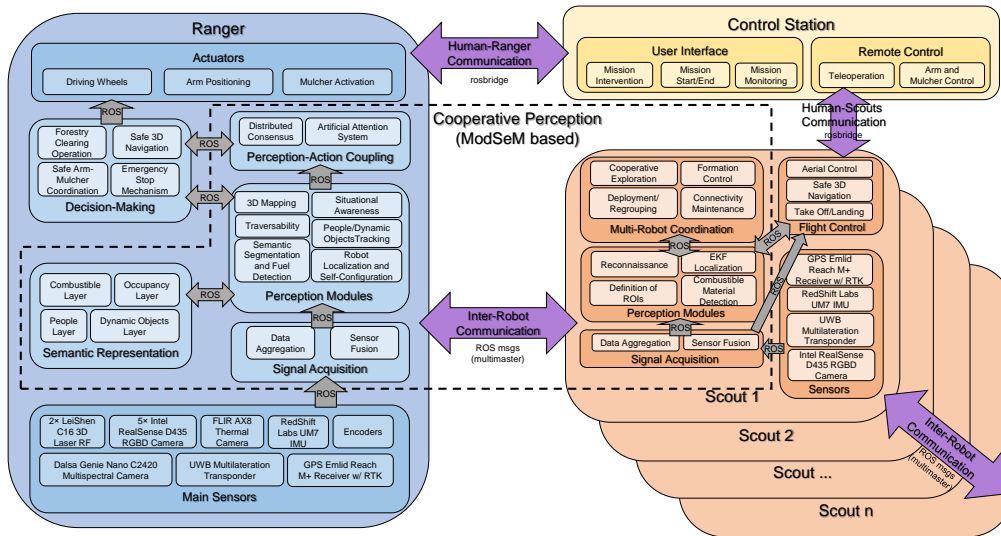 Ranger
Actuators
Driving Wheels
Arm Positioning
Mulcher Activation
ROS
Forestry
Clearing
Operation
Safe 3D
Navigation
Safe Arm-
Mulcher
Coordination
Emergency
Stop
Mechanism
Decision-Making
ROS
ROS
Distributed
Consensus
Artificial Attention
System
Perception-Action Coupling
ROS
3D Mapping
Situational
Awareness
Traversability
People/Dynamic
ObjectsTracking
Semantic
Segmentation
and Fuel
Detection
Robot
Localization and
Self-Configuration
Perception Modules
Combustible
Layer
Occupancy
Layer
People
Layer
Dynamic Objects
Layer
Semantic Representation
ROS
ROS
Data
Aggregation
Sensor
Fusion
Signal Acquisition
ROS
2× LeiShen
C16 3D
Laser RF
5× Intel
RealSense D435
RGBD Camera
FLIR AX8
Thermal
Camera
RedShift
Labs UM7
IMU
Encoders
Dalsa Genie Nano C2420
Multispectral Camera
UWB Multilateration
Transponder
GPS Emlid Reach
M+ Receiver w/ RTK
Main Sensors
Human-Ranger
Communication
rosbridge
Cooperative Perception
(ModSeM based)
Inter-Robot
Communication
ROS msgs
(multimaster)
Control Station
User Interface
Mission
Intervention
Mission
Start/End
Mission
Monitoring
Remote Control
Teleoperation
Arm and
Mulcher Control
Human-Scouts
Communication
rosbridge
Cooperative
Exploration
Formation
Control
Deployment/
Regrouping
Connectivity
Maintenance
Multi-Robot Coordination
Aerial Control
Safe 3D
Navigation
Take Off/Landing
Flight Control
ROS
ROS
ROS
Reconnaissance
EKF
Localization
Definition of
ROIs
Combustible
Material
Detection
Perception Modules
ROS
Data Aggregation
Sensor Fusion
Signal Acquisition
ROS
GPS Emlid
Reach M+
Receiver w/ RTK
RedShift Labs
UM7 IMU
UWB
Multilateration
Transponder
Intel RealSense
D435 RGBD
Camera
Sensors
Scout 1
Scout 2
Scout ...
Scout n
Inter-Robot
Communication
ROS msgs
(multimaster)